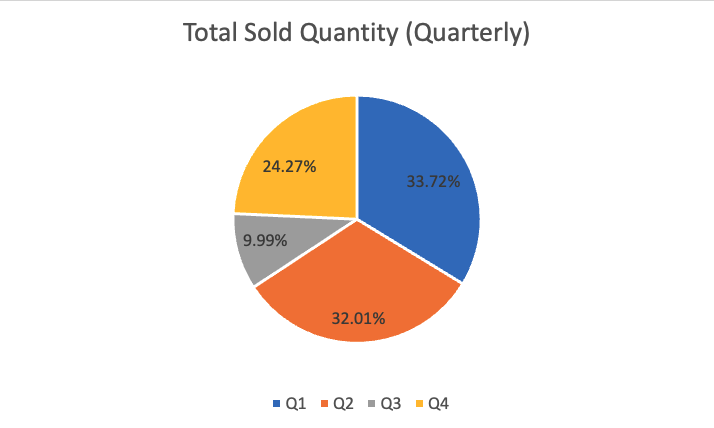 Total Sold Quantity (Quarterly)
24.27%
33.72%
9.99%
32.01%
Q1 Q2 Q3 Q4